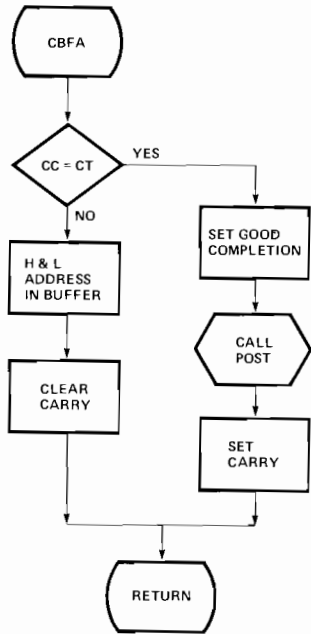 CBFA
CC = CT
YES
NO
H & L
ADDRESS
IN BUFFER
CLEAR
CARRY
SET GOOD
COMPLETION
CALL
POST
SET
CARRY
RETURN